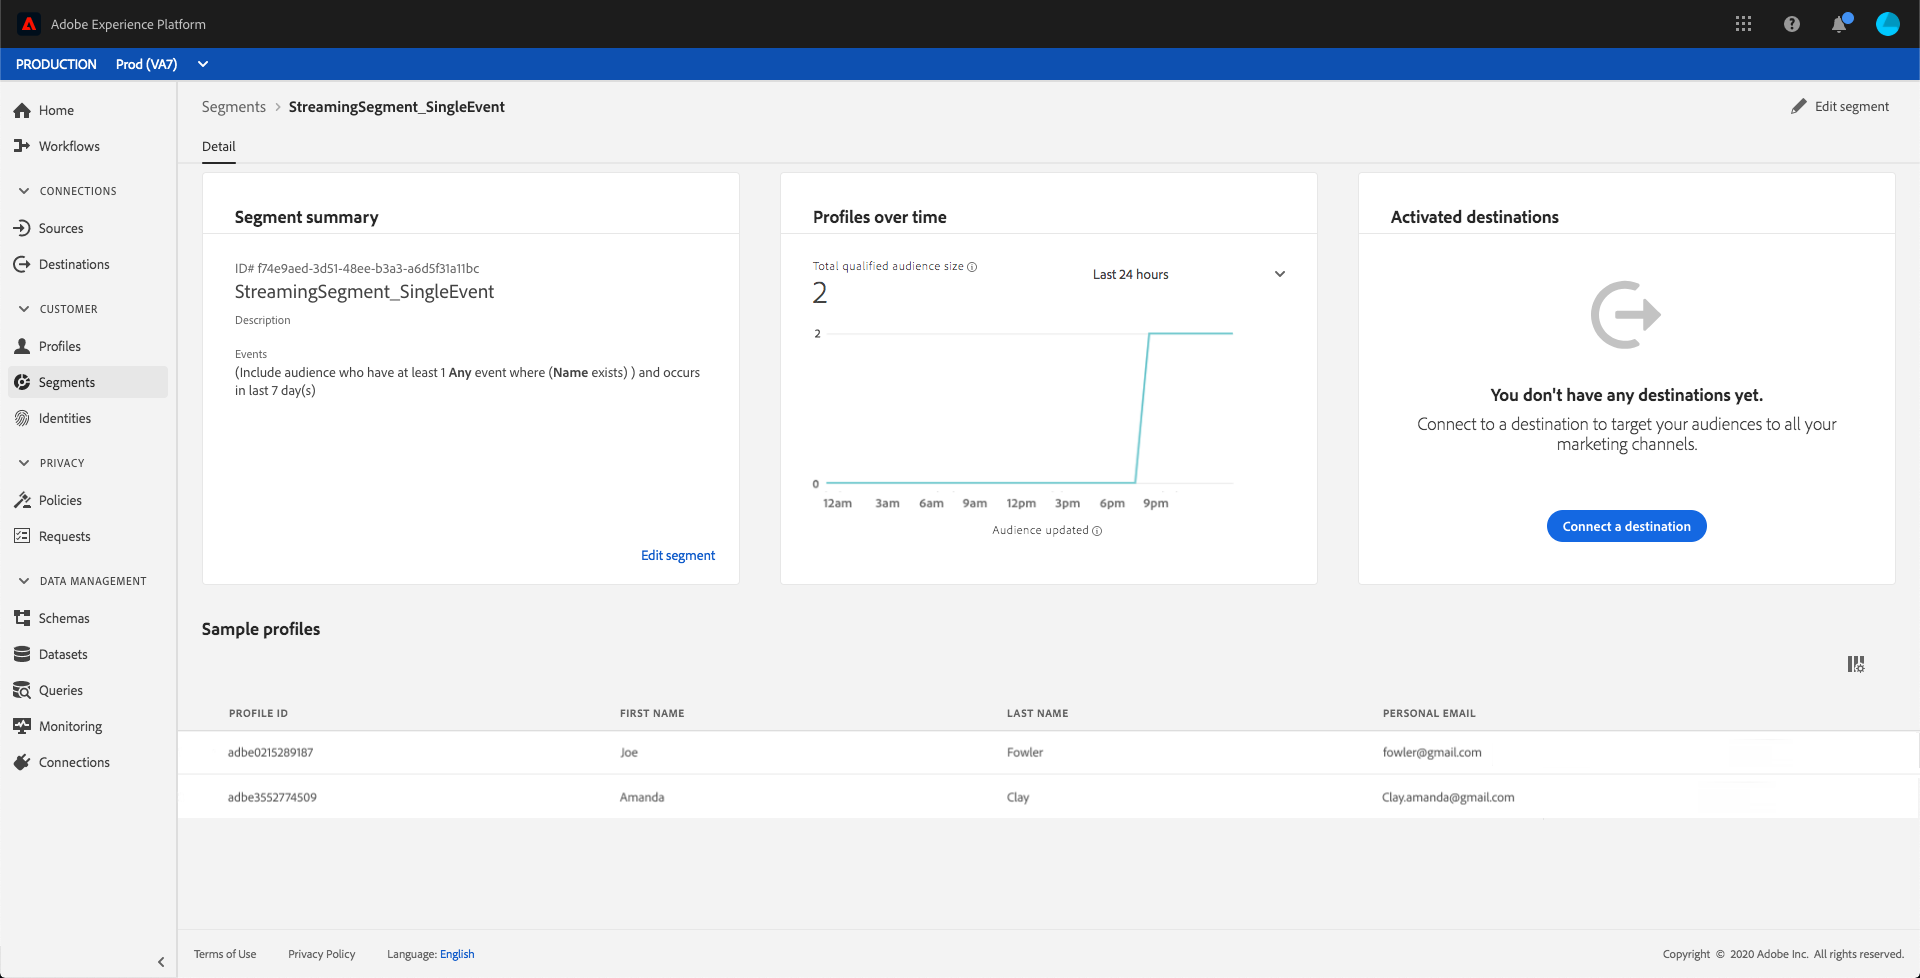 Adobe Experience Platform
PRODUCTION Prod (VA7)
Home
Workflows
CONNECTIONS
Sources
Destinations
CUSTOMER
Profiles
Segments
Identities
PRIVACY
Policies
Requests
DATA MANAGEMENT
Schemas
Datasets
Queries
Monitoring
Connections
Segments › StreamingSegment_SingleEvent
Edit segment
Detail
Segment summary
ID# f74e9aed-3d51-48ee-b3a3-a6d5f31a11bc
StreamingSegment_SingleEvent
Description
Events
(Include audience who have at least 1 Any event where (Name exists) ) and occurs
in last 7 day(s)
Edit segment
Profiles over time
Total qualified audience size
2
Last 24 hours
2
0
12am 3am 6am 9am 12pm 3pm 6pm 9pm
Audience updated
Activated destinations
You don't have any destinations yet.
Connect to a destination to target your audiences to all your
marketing channels.
Connect a destination
Sample profiles
PROFILE ID FIRST NAME LAST NAME PERSONAL EMAIL
adbe0215289187 Joe Fowler fowler@gmail.com
adbe3552774509 Amanda Clay Clay.amanda@gmail.com
Terms of Use Privacy Policy Language: English
Copyright © 2020 Adobe Inc. All rights reserved.